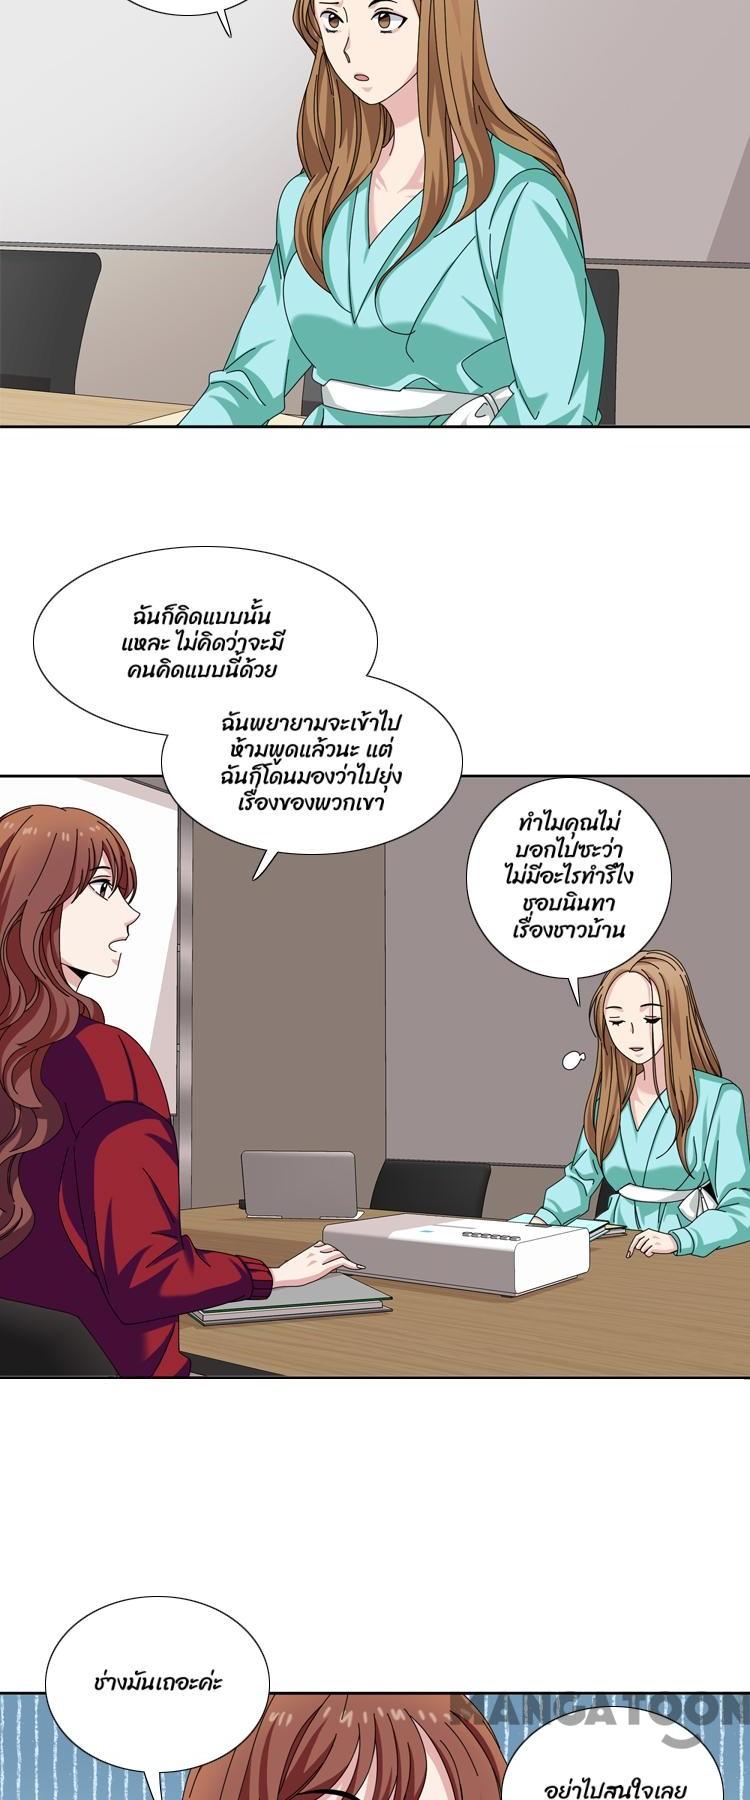 ฉันก็คิดแบบนั้น
แหละ ไม่คิดว่าจะมี
คนคิดแบบนี้ด้วย
ฉันพยายามจะเข้าไป
ห้ามพูดแล้วนะ แต่
ฉันก็โดนมองว่าไปยุ่ง
เรื่องของพวกเขา
ทำไมคุณไม่
บอกไปซะว่า
ไม่มีอะไรทำรึไง
ชอบนินทา
เรื่องชาวบ้าน
ช่างมันเถอะค่ะ
MANGATOON
อย่าไปสนใจเลย